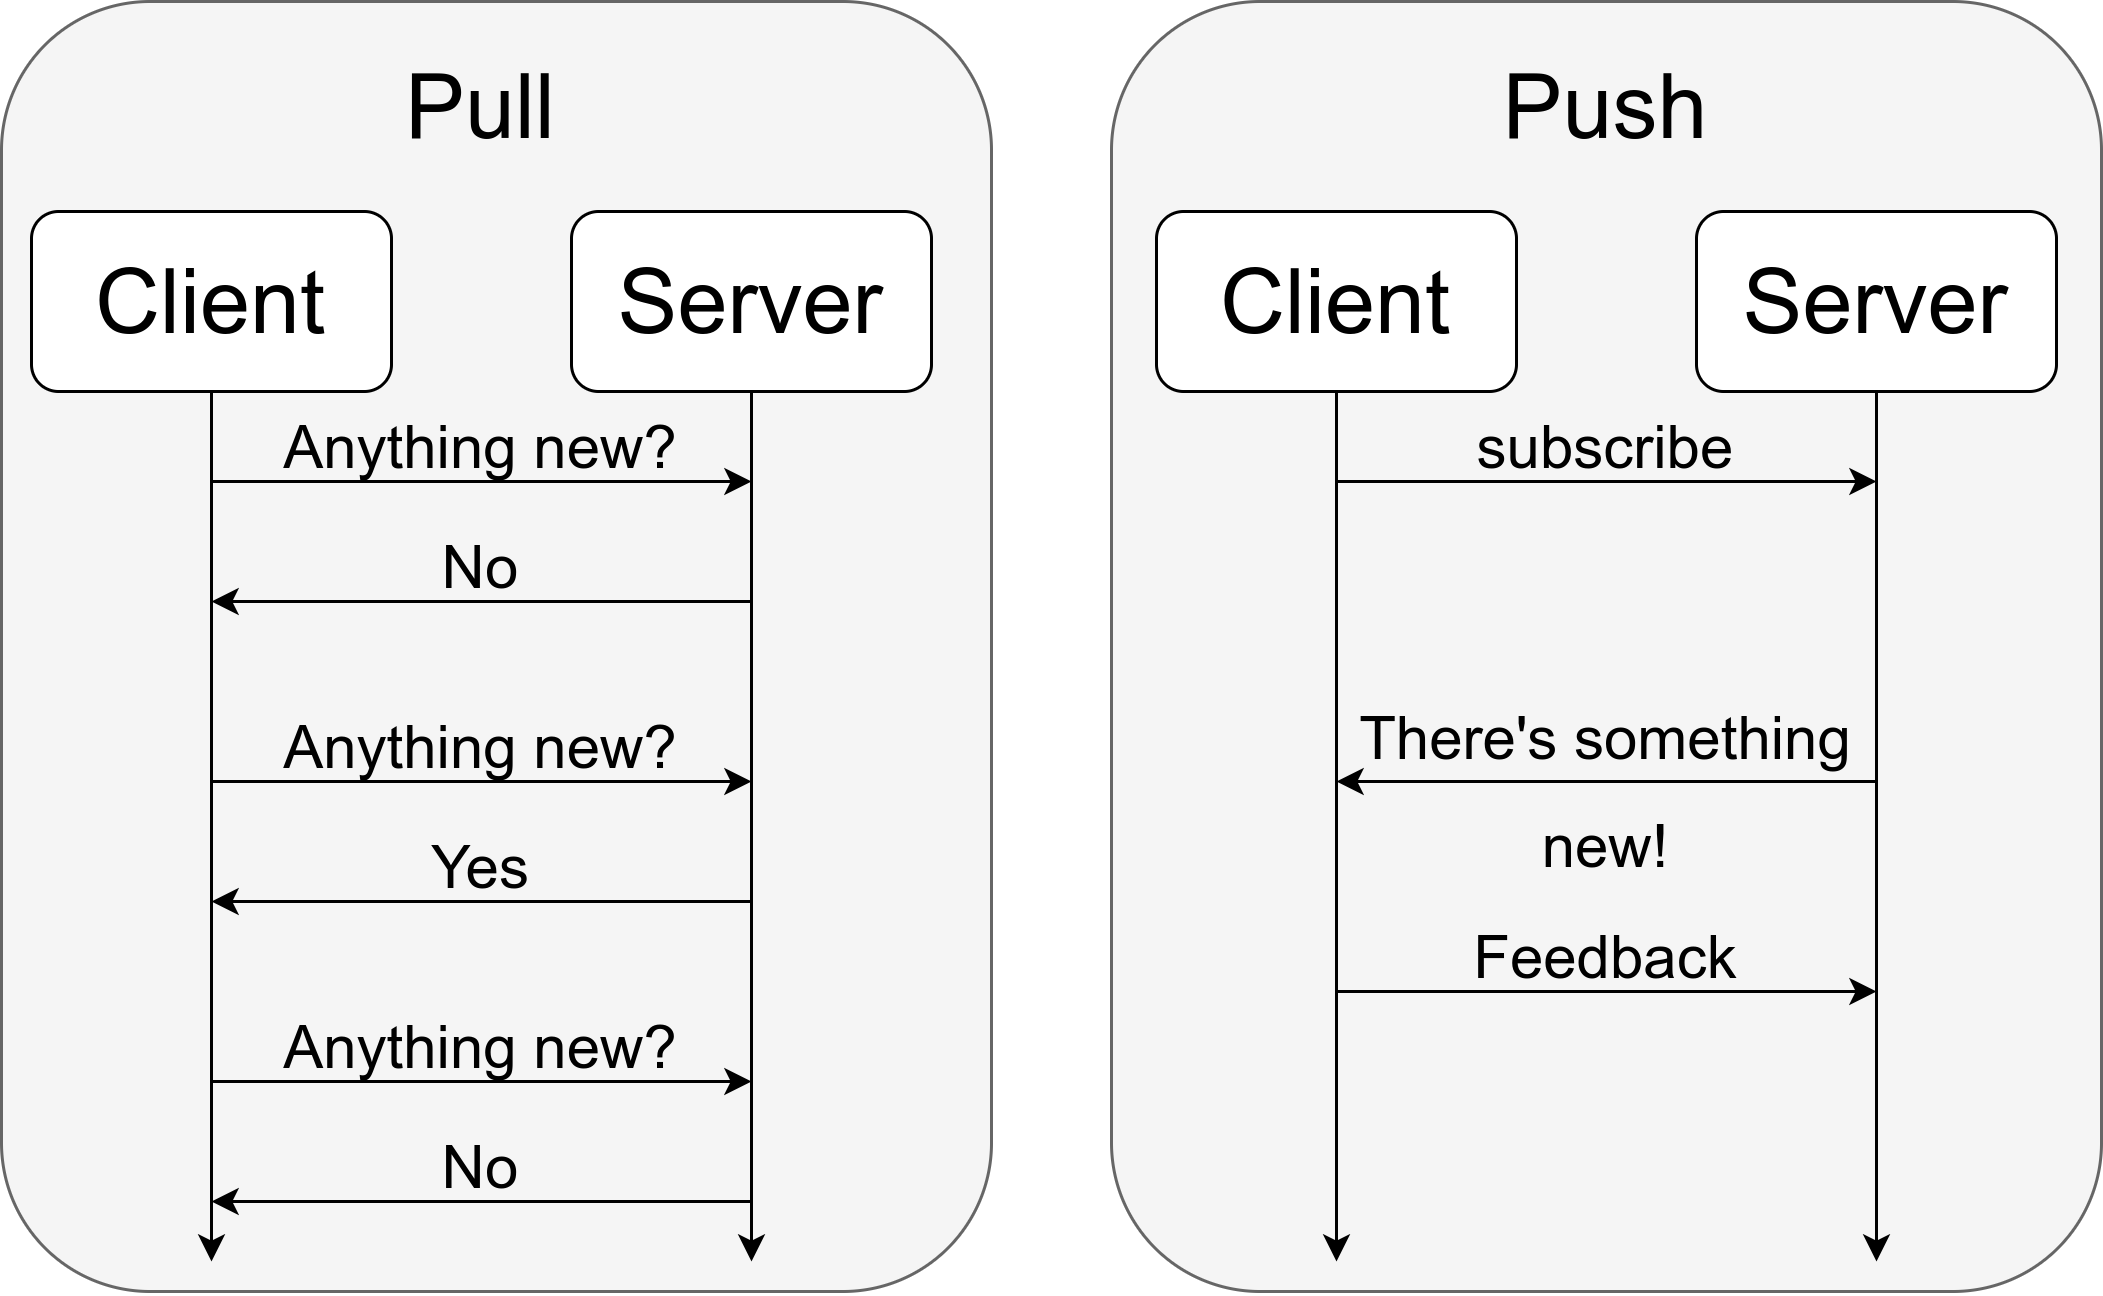 Pull
Client
Server
Anything new?
No
Anything new?
Yes
Anything new?
No
Push
Client
Server
subscribe
There's something
new!
Feedback